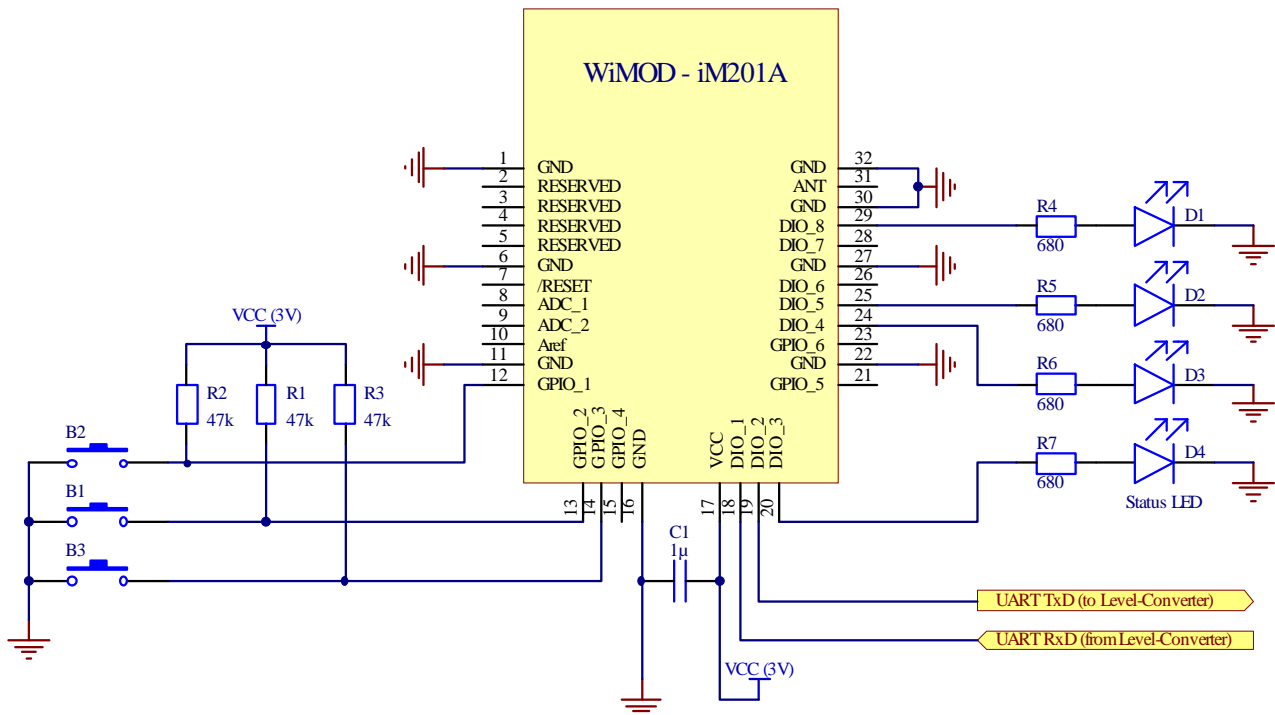 WiMOD - iM201A
1 GND
2 RESERVED
3 RESERVED
4 RESERVED
5 RESERVED
6 GND
7 /RESET
8 ADC_1
9 ADC_2
10 Aref
11 GND
12 GPIO_1
GND 32
ANT 31
GND 30
DIO_8 29
DIO_7 28
GND 27
DIO_6 26
DIO_5 25
DIO_4 24
GPIO_6 23
GND 22
GPIO_5 21
GPIO_2 13
GPIO_3 14
GPIO_4 15
GND 16
VCC 17
DIO_1 18
DIO_2 19
DIO_3 20
VCC (3V)
R2
47k
R1
47k
R3
47k
B2
B1
B3
R4
680
D1
R5
680
D2
R6
680
D3
R7
680
D4
Status LED
C1
1µ
UART TxD (to Level-Converter)
UART RxD (from Level-Converter)
VCC (3V)